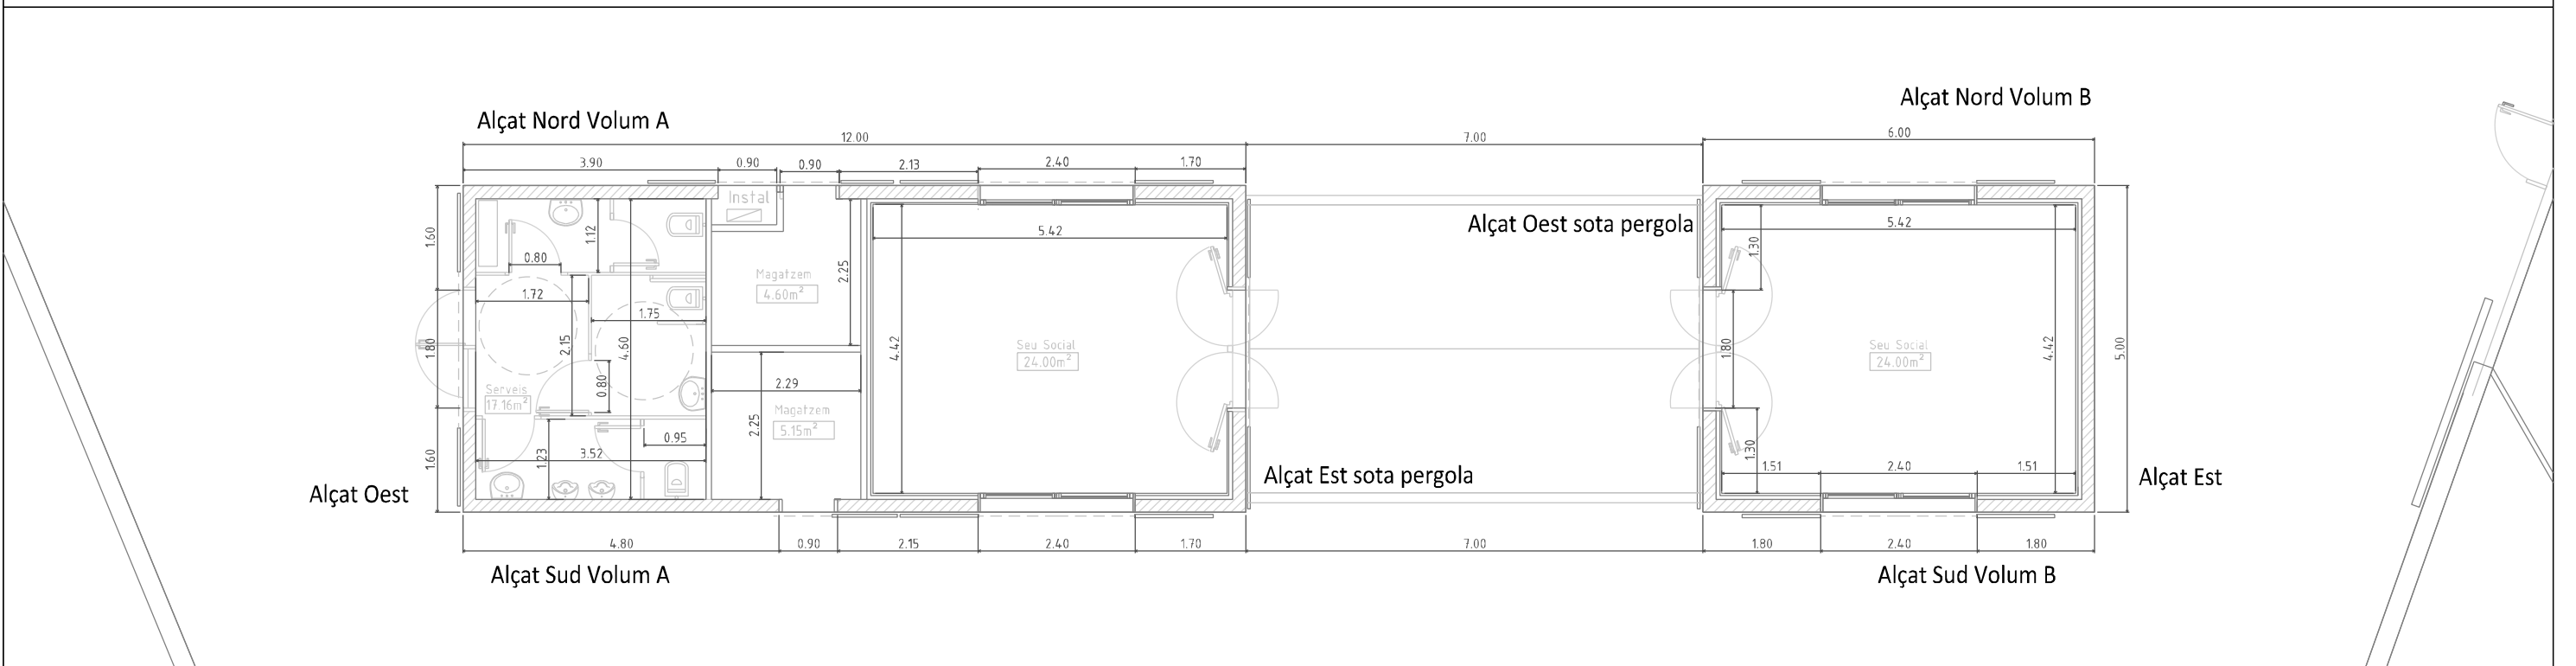 Alçat Nord Volum B
Alçat Nord Volum A
12.00
7.00
6.00
3.90
0.90
0.90
2.13
2.40
1.70
Instal
Alçat Oest sota pergola
1.60
1.12
5.42
5.42
1.30
0.80
Magatzem
4.60m²
2.25
1.72
1.75
1.80
2.15
4.60
4.42
Seu Social
24.00m²
1.80
Seu Social
24.00m²
4.42
5.00
Serveis
17.16m²
0.80
2.29
Magatzem
5.15m²
2.25
0.95
1.60
1.23
3.52
1.30
1.51
2.40
1.51
Alçat Oest
Alçat Est sota pergola
Alçat Est
4.80
0.90
2.15
2.40
1.70
7.00
1.80
2.40
1.80
Alçat Sud Volum A
Alçat Sud Volum B